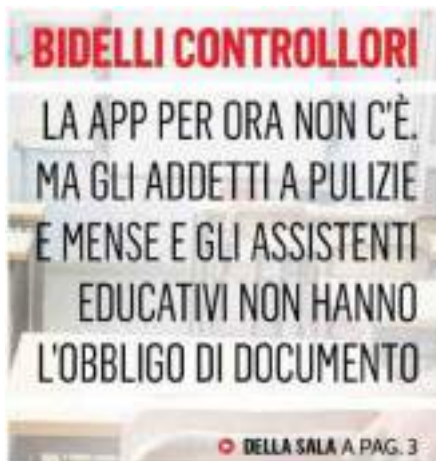 BIDELLI CONTROLLORI
LA APP PER ORA NON C'È.
MA GLI ADDETTI A PULIZIE
E MENSE E GLI ASSISTENTI
EDUCATIVI NON HANNO
L'OBBLIGO DI DOCUMENTO
DELLA SALA A PAG. 3